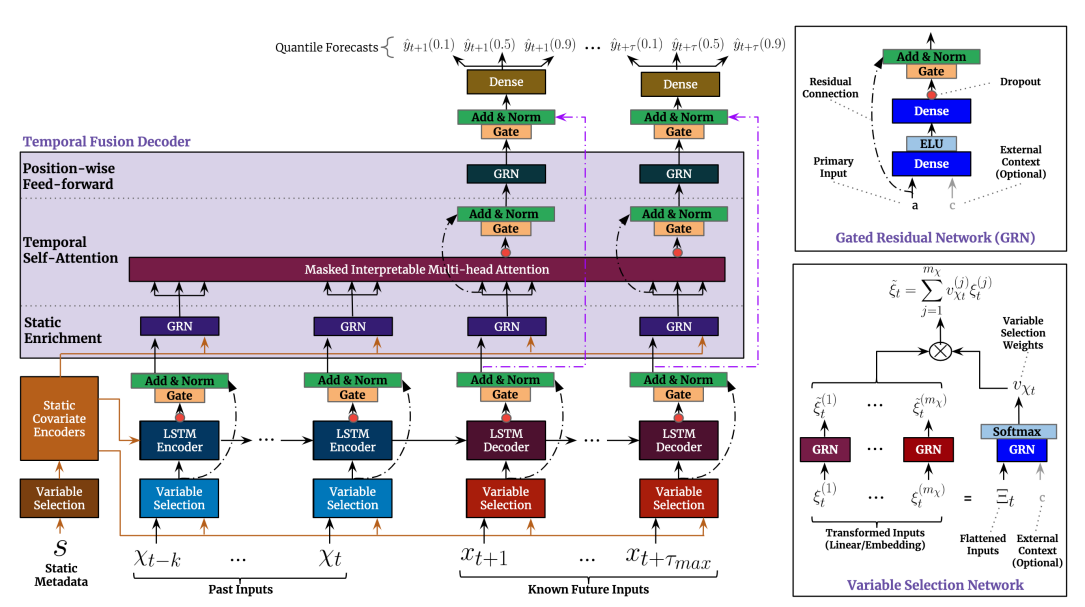 Quantile Forecasts { ŷt+1(0.1) ŷt+1(0.5) ŷt+1(0.9) ... ŷt+τ(0.1) ŷt+τ(0.5) ŷt+τ(0.9)
Dense Dense
Add & Norm Add & Norm
Gate Gate
Temporal Fusion Decoder
Position-wise
Feed-forward
GRN GRN
Add & Norm Add & Norm
Gate Gate
Temporal
Self-Attention
Masked Interpretable Multi-head Attention
Static
Enrichment
GRN GRN GRN GRN
Add & Norm Add & Norm Add & Norm Add & Norm
Gate Gate Gate Gate
Static
Covariate
Encoders
LSTM
Encoder
...
LSTM
Encoder
LSTM
Decoder
...
LSTM
Decoder
Variable
Selection
Variable
Selection
Variable
Selection
Variable
Selection
Variable
Selection
s
Static
Metadata
χt−k ... χt
Past Inputs
xt+1 ... xt+τmax
Known Future Inputs
Add & Norm
Gate
Residual
Connection
Dropout
Dense
ELU
Dense
Primary
Input
External
Context
(Optional)
a c
Gated Residual Network (GRN)
ξ̃t = ∑j=1mχ vχt(j) ξ̃t(j)
Variable
Selection
Weights
vχt
ξ̃t(1) ... ξ̃t(mχ)
Softmax
GRN ... GRN GRN
ξt(1) ... ξt(mχ) = Ξt c
Transformed Inputs
(Linear/Embedding)
Flattened
Inputs
External
Context
(Optional)
Variable Selection Network